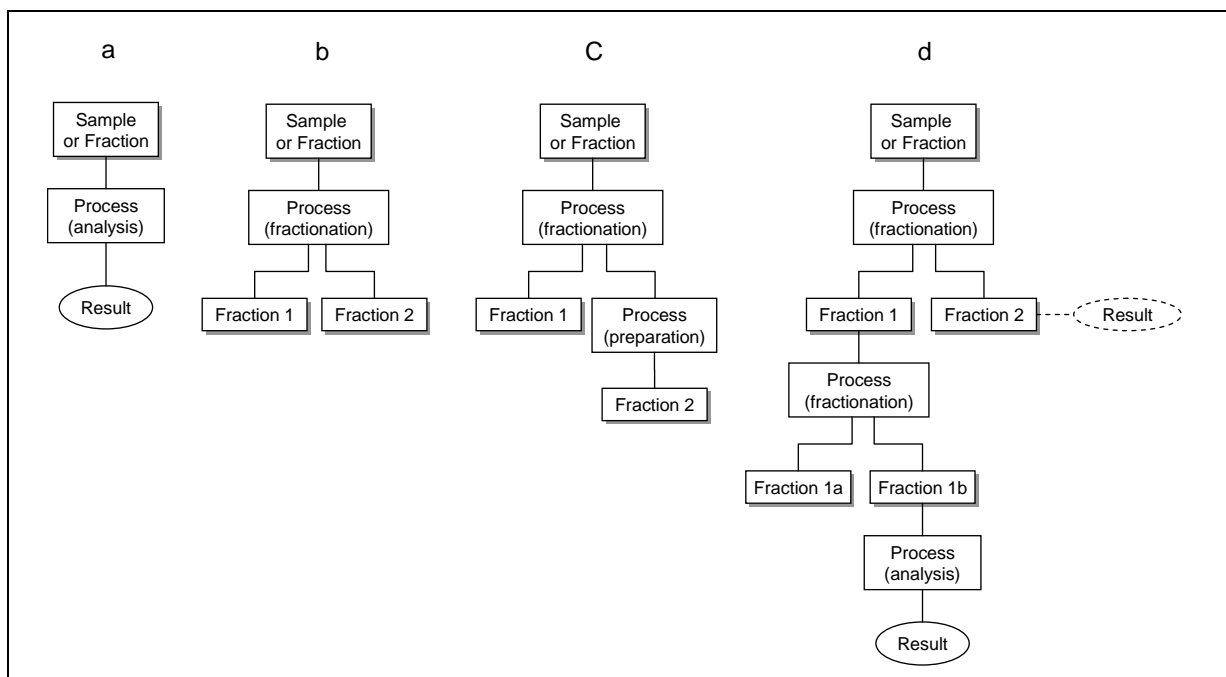 a
Sample
or Fraction
Process
(analysis)
Result
b
Sample
or Fraction
Process
(fractionation)
Fraction 1
Fraction 2
C
Sample
or Fraction
Process
(fractionation)
Fraction 1
Process
(preparation)
Fraction 2
d
Sample
or Fraction
Process
(fractionation)
Fraction 1
Fraction 2
Result
Process
(fractionation)
Fraction 1a
Fraction 1b
Process
(analysis)
Result